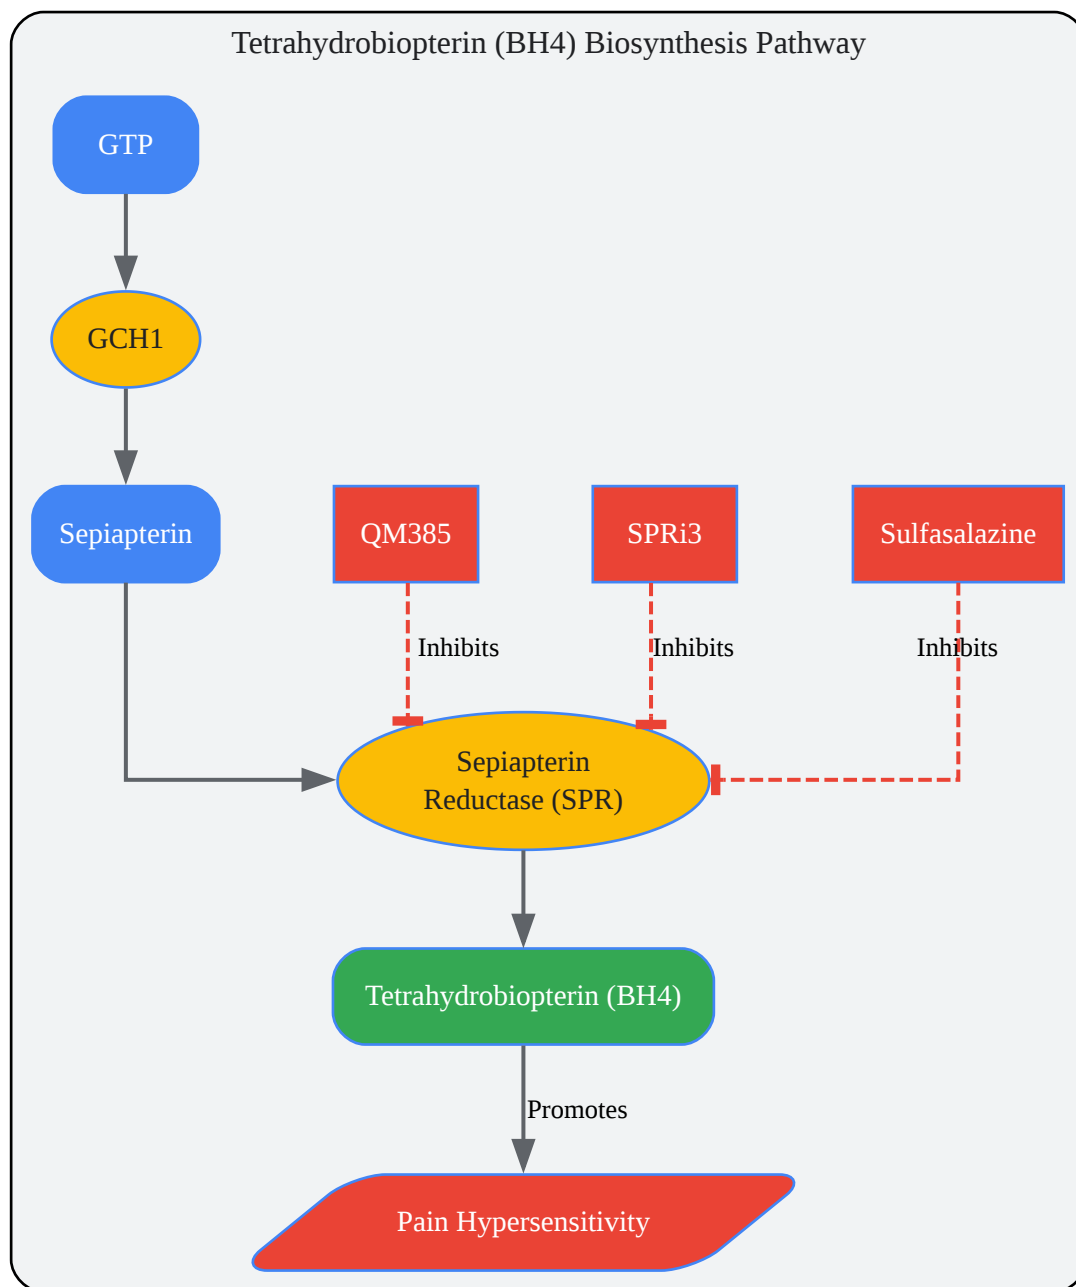 Tetrahydrobiopterin (BH4) Biosynthesis Pathway
GTP
GCH1
Sepiapterin
QM385
SPRi3
Sulfasalazine
Inhibits
Inhibits
Inhibits
Sepiapterin
Reductase (SPR)
Tetrahydrobiopterin (BH4)
Promotes
Pain Hypersensitivity